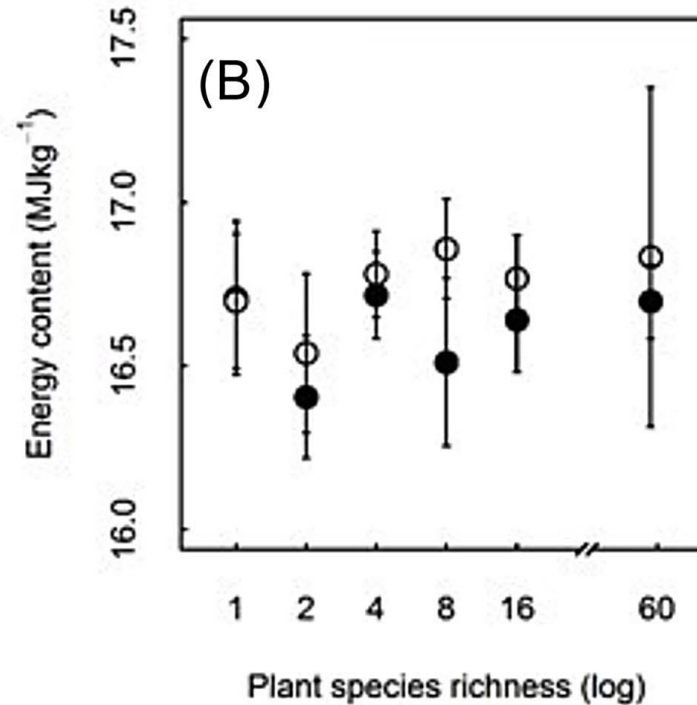 (B)
Energy content (MJkg⁻¹)
17.5
17.0
16.5
16.0
1 2 4 8 16 60
Plant species richness (log)